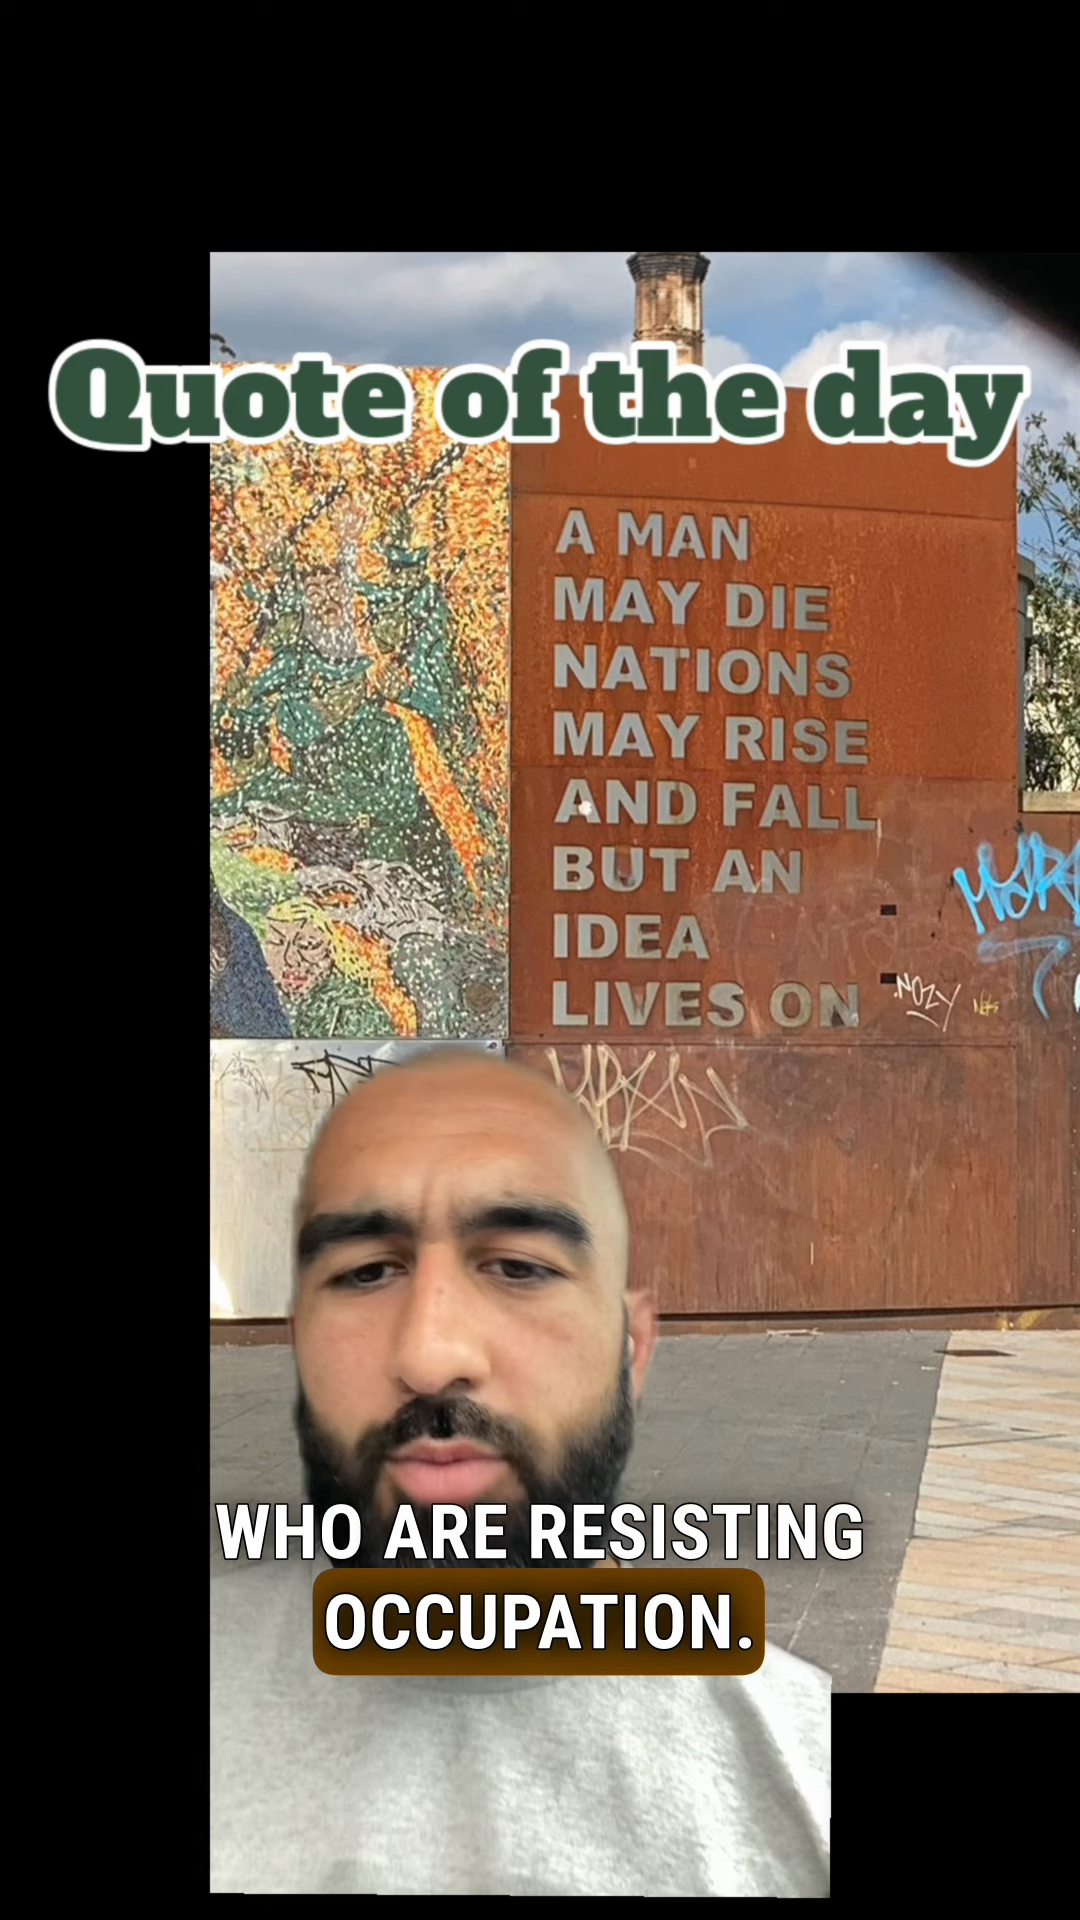 Quote of the day
A MAN
MAY DIE
NATIONS
MAY RISE
AND FALL
BUT AN
IDEA
LIVES ON
NOZY
WHO ARE RESISTING
OCCUPATION.